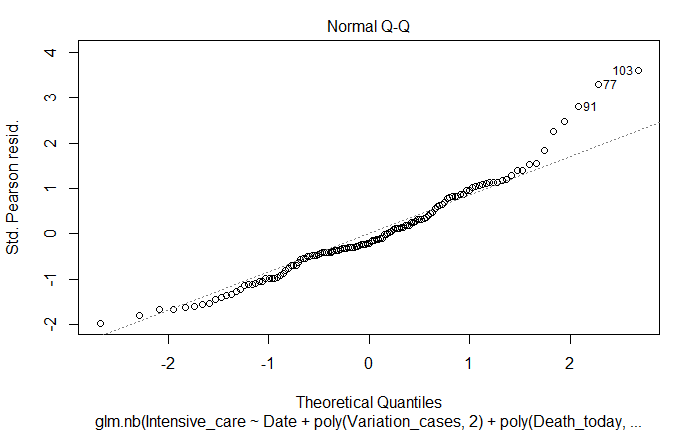 Normal Q-Q
4
3
2
1
0
-1
-2
Std. Pearson resid.
103
77
91
-2 -1 0 1 2
Theoretical Quantiles
glm.nb(Intensive_care ~ Date + poly(Variation_cases, 2) + poly(Death_today, ...